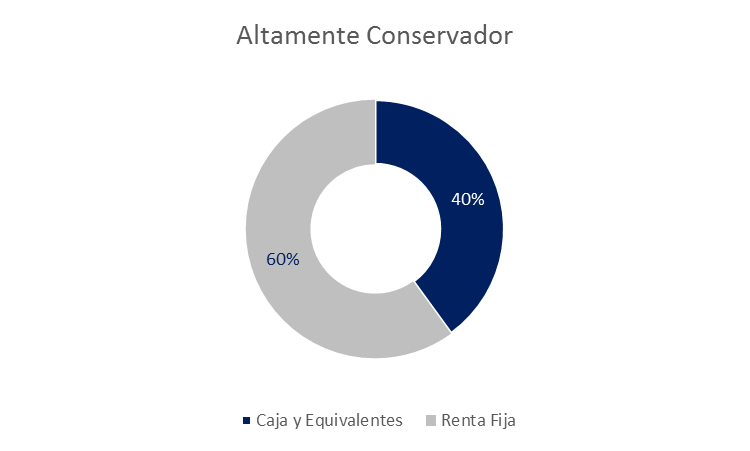 Altamente Conservador
40%
60%
Caja y Equivalentes
Renta Fija